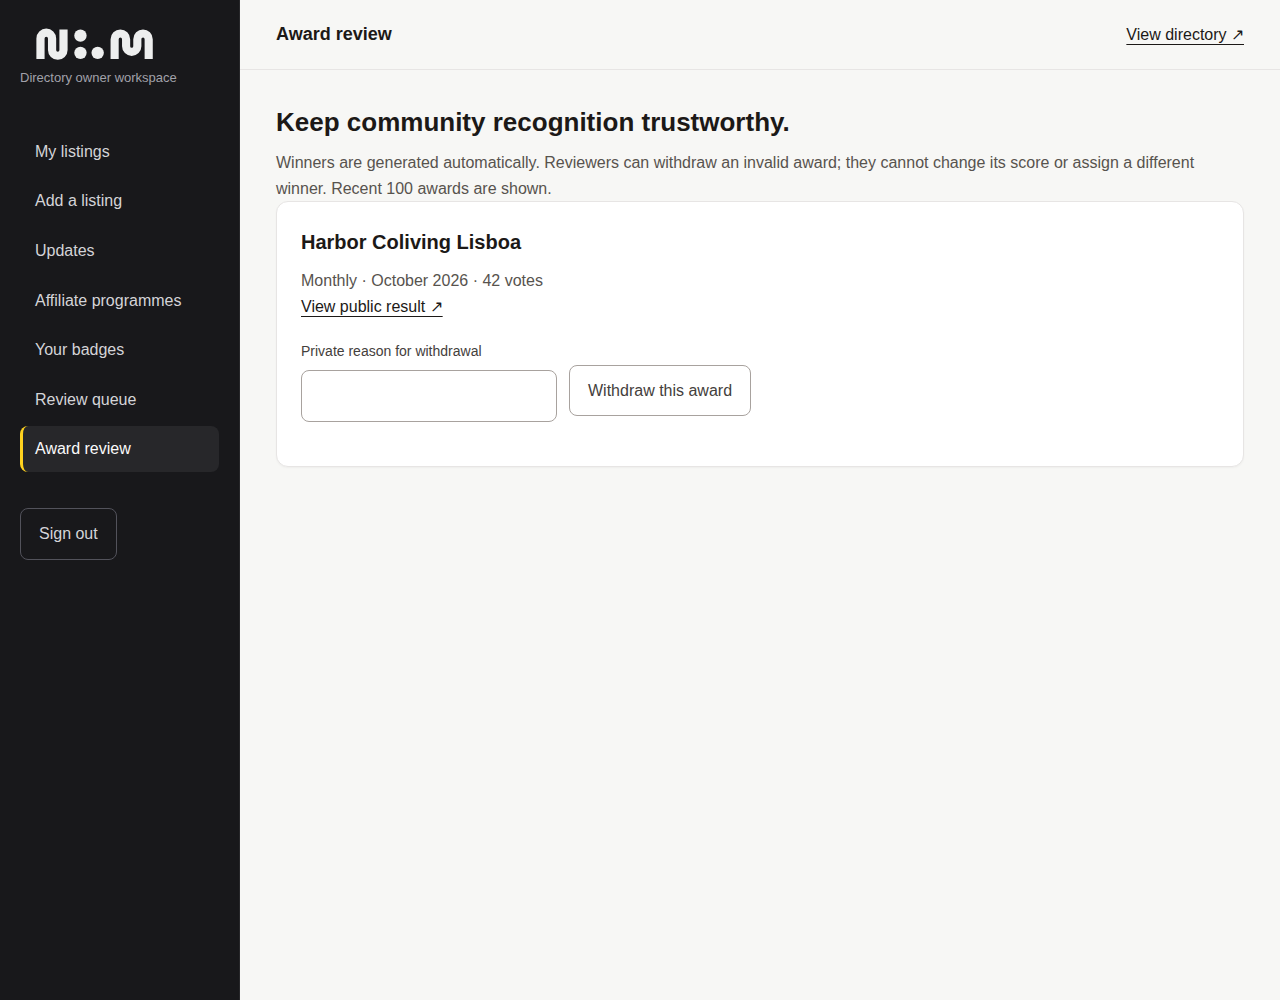 Directory owner workspace
My listings
Add a listing
Updates
Affiliate programmes
Your badges
Review queue
Award review
Sign out
Award review
View directory ↗
Keep community recognition trustworthy.
Winners are generated automatically. Reviewers can withdraw an invalid award; they cannot change its score or assign a different
winner. Recent 100 awards are shown.
Harbor Coliving Lisboa
Monthly · October 2026 · 42 votes
View public result ↗
Private reason for withdrawal
Withdraw this award